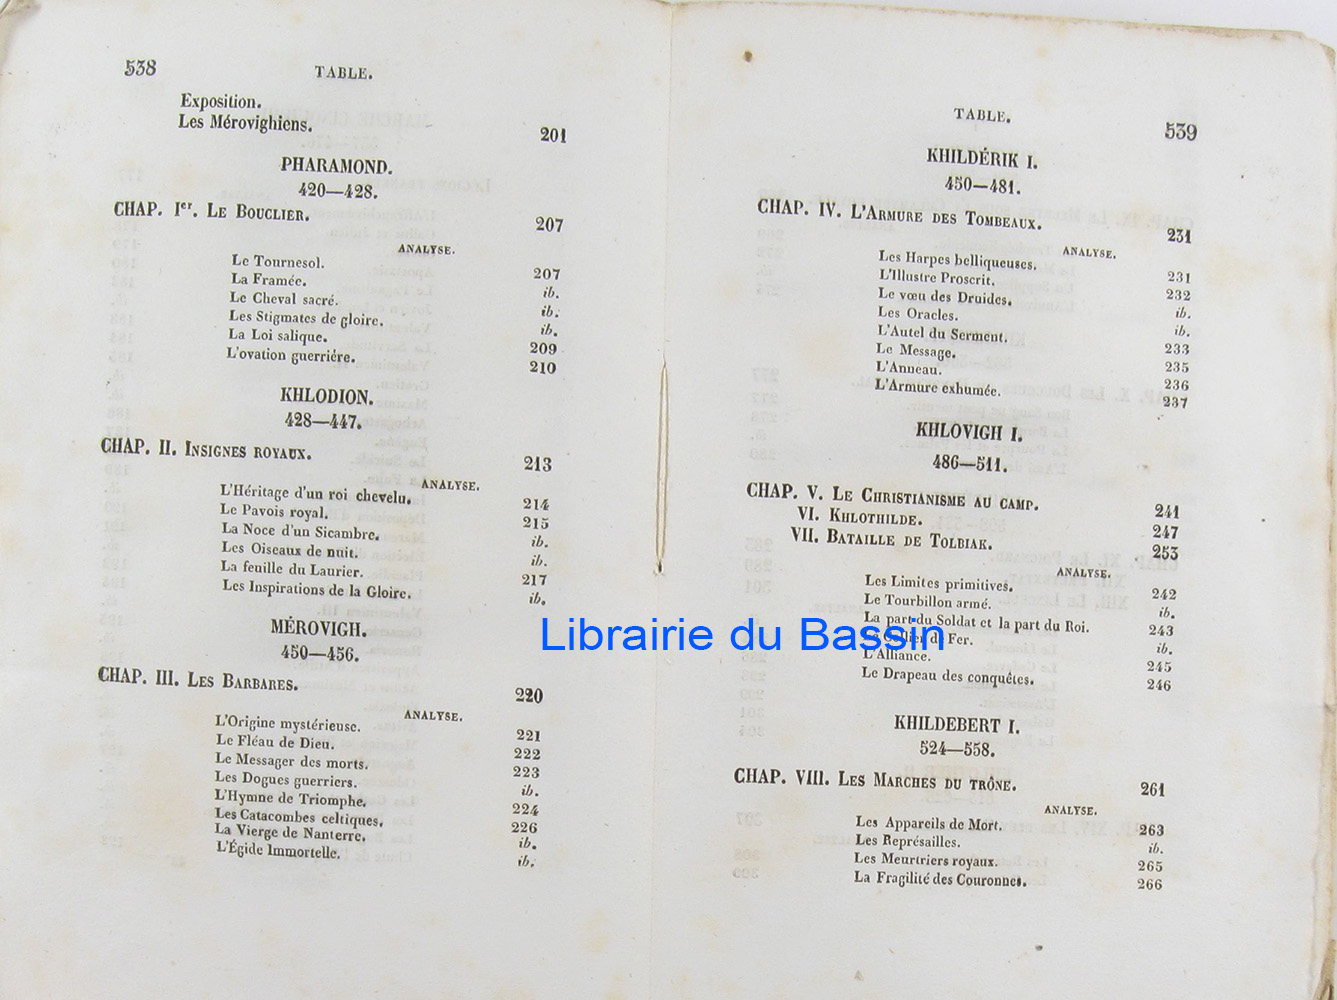 538 TABLE.
Exposition.
Les Mérovighiens. 201
PHARAMOND.
420—428.
CHAP. Ier. LE BOUCLIER. 207
ANALYSE.
Le Tournesol. 207
La Framée. ib.
Le Cheval sacré. ib.
Les Stigmates de gloire. ib.
La Loi salique. 209
L'ovation guerriére. 210
KHLODION.
428—447.
CHAP. II. INSIGNES ROYAUX. 213
ANALYSE.
L'Héritage d'un roi chevelu. 214
Le Pavois royal. 215
La Noce d'un Sicambre. ib.
Les Oiseaux de nuit. ib.
La feuille du Laurier. 217
Les Inspirations de la Gloire. ib.
MÉROVIGH.
450—456.
CHAP. III. LES BARBARES. 220
ANALYSE.
L'Origine mystérieuse. 221
Le Fléau de Dieu. 222
Le Messager des morts. 223
Les Dogues guerriers. ib.
L'Hymne de Triomphe. 224
Les Catacombes celtiques. 226
La Vierge de Nanterre. ib.
L'Égide Immortelle. ib.
TABLE. 539
KHILDÉRIK I.
450—481.
CHAP. IV. L'ARMURE DES TOMBEAUX. 231
ANALYSE.
Les Harpes belliqueuses. 231
L'Illustre Proscrit. 232
Le vœu des Druides. ib.
Les Oracles. ib.
L'Autel du Serment. 233
Le Message. 235
L'Anneau. 236
L'Armure exhumée. 237
KHLOVIGH I.
486—511.
CHAP. V. LE CHRISTIANISME AU CAMP. 241
VI. KHLOTHILDE. 247
VII. BATAILLE DE TOLBIAK. 253
ANALYSE.
Les Limites primitives. 242
Le Tourbillon armé. ib.
La part du Soldat et la part du Roi. 243
Le Collier de Fer. ib.
L'Alliance. 245
Le Drapeau des conquêtes. 246
KHILDEBERT I.
524—558.
CHAP. VIII. LES MARCHES DU TRÔNE. 261
ANALYSE.
Les Appareils de Mort. 263
Les Représailles. ib.
Les Meurtriers royaux. 265
La Fragilité des Couronnes. 266
Librairie du Bassin